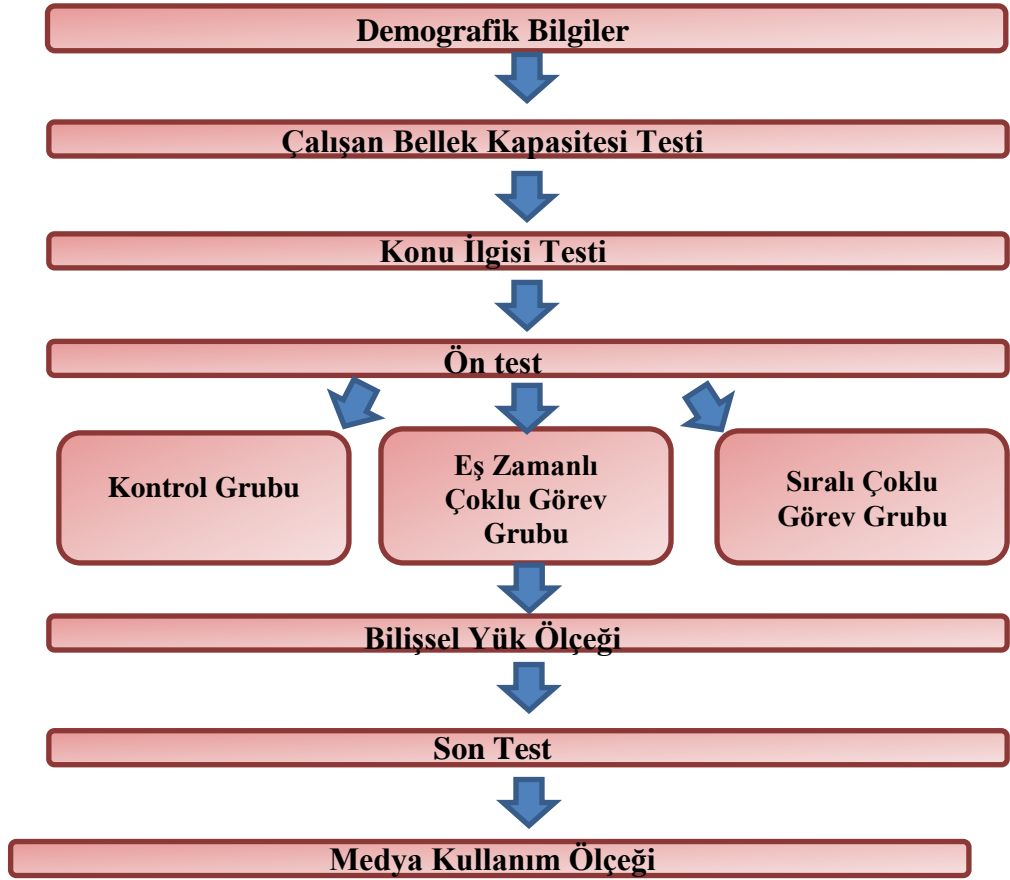 Demografik Bilgiler
Çalışan Bellek Kapasitesi Testi
Konu İlgisi Testi
Ön test
Kontrol Grubu
Eş Zamanlı
Çoklu Görev
Grubu
Sıralı Çoklu
Görev Grubu
Bilişsel Yük Ölçeği
Son Test
Medya Kullanım Ölçeği